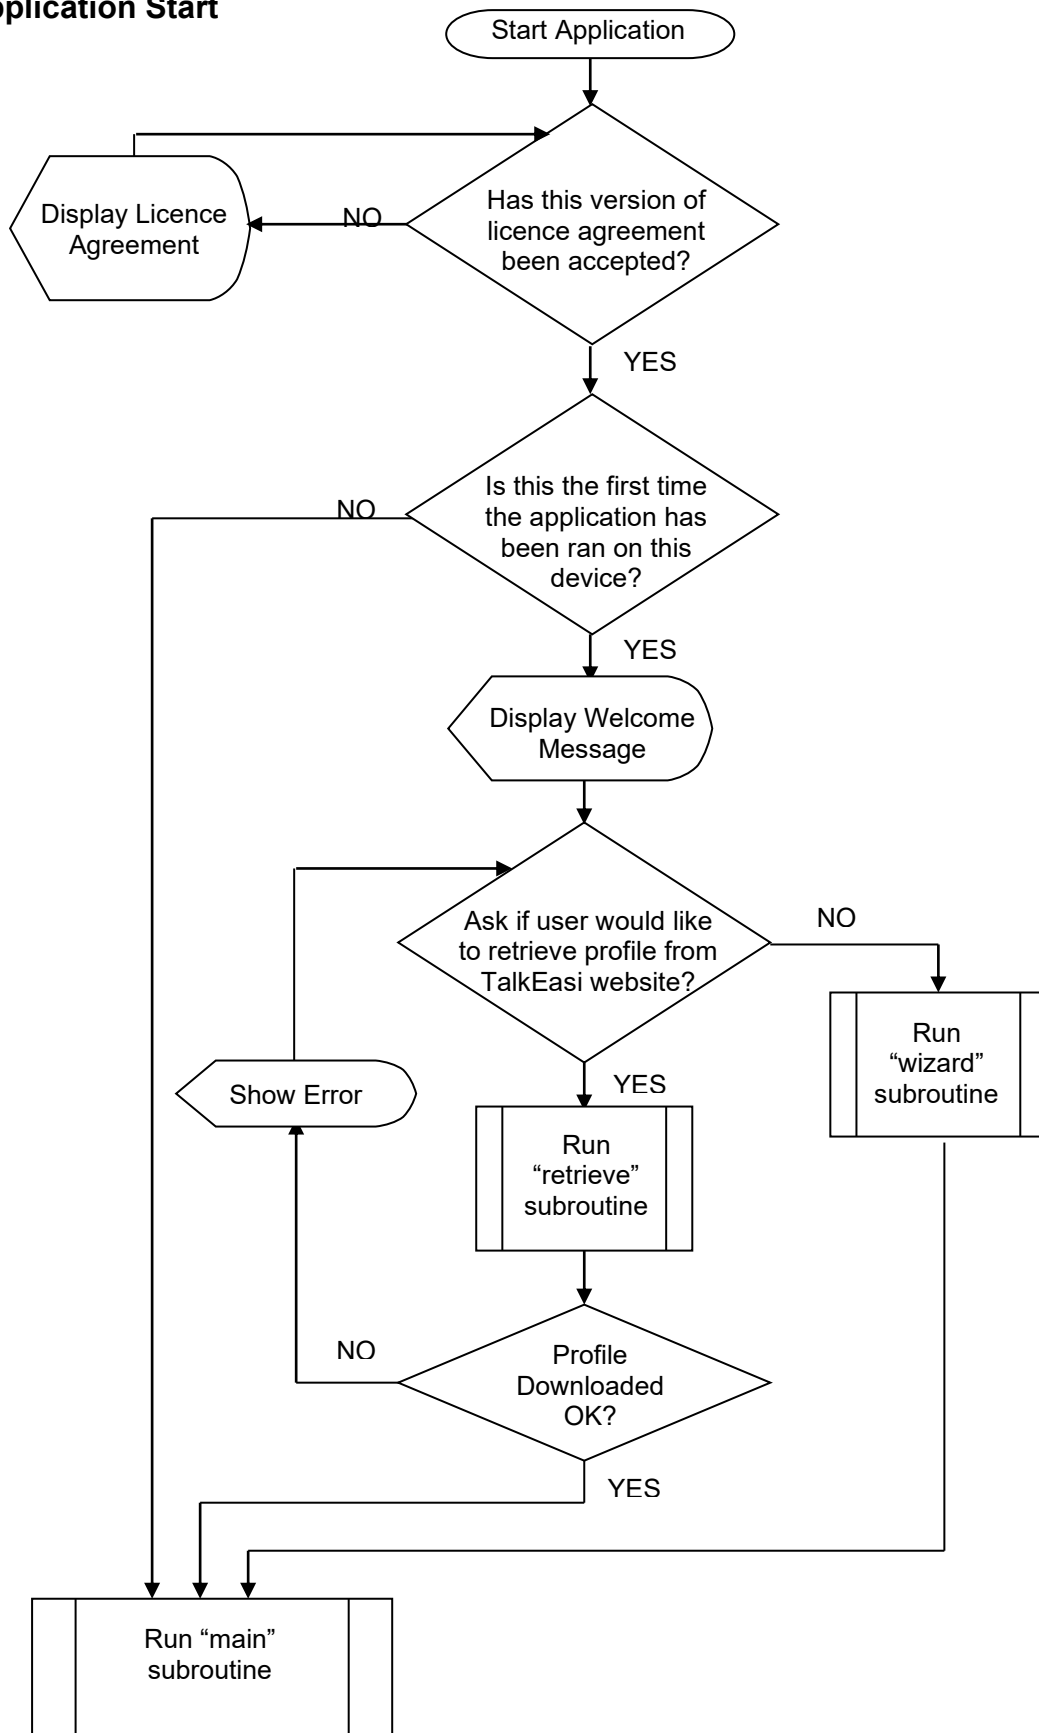 pplication Start
Start Application
Has this version of
licence agreement
been accepted?
NO
Display Licence
Agreement
YES
Is this the first time
the application has
been ran on this
device?
NO
YES
Display Welcome
Message
Ask if user would like
to retrieve profile from
TalkEasi website?
NO
Run
“wizard”
subroutine
YES
Show Error
Run
“retrieve”
subroutine
Profile
Downloaded
OK?
NO
YES
Run “main”
subroutine